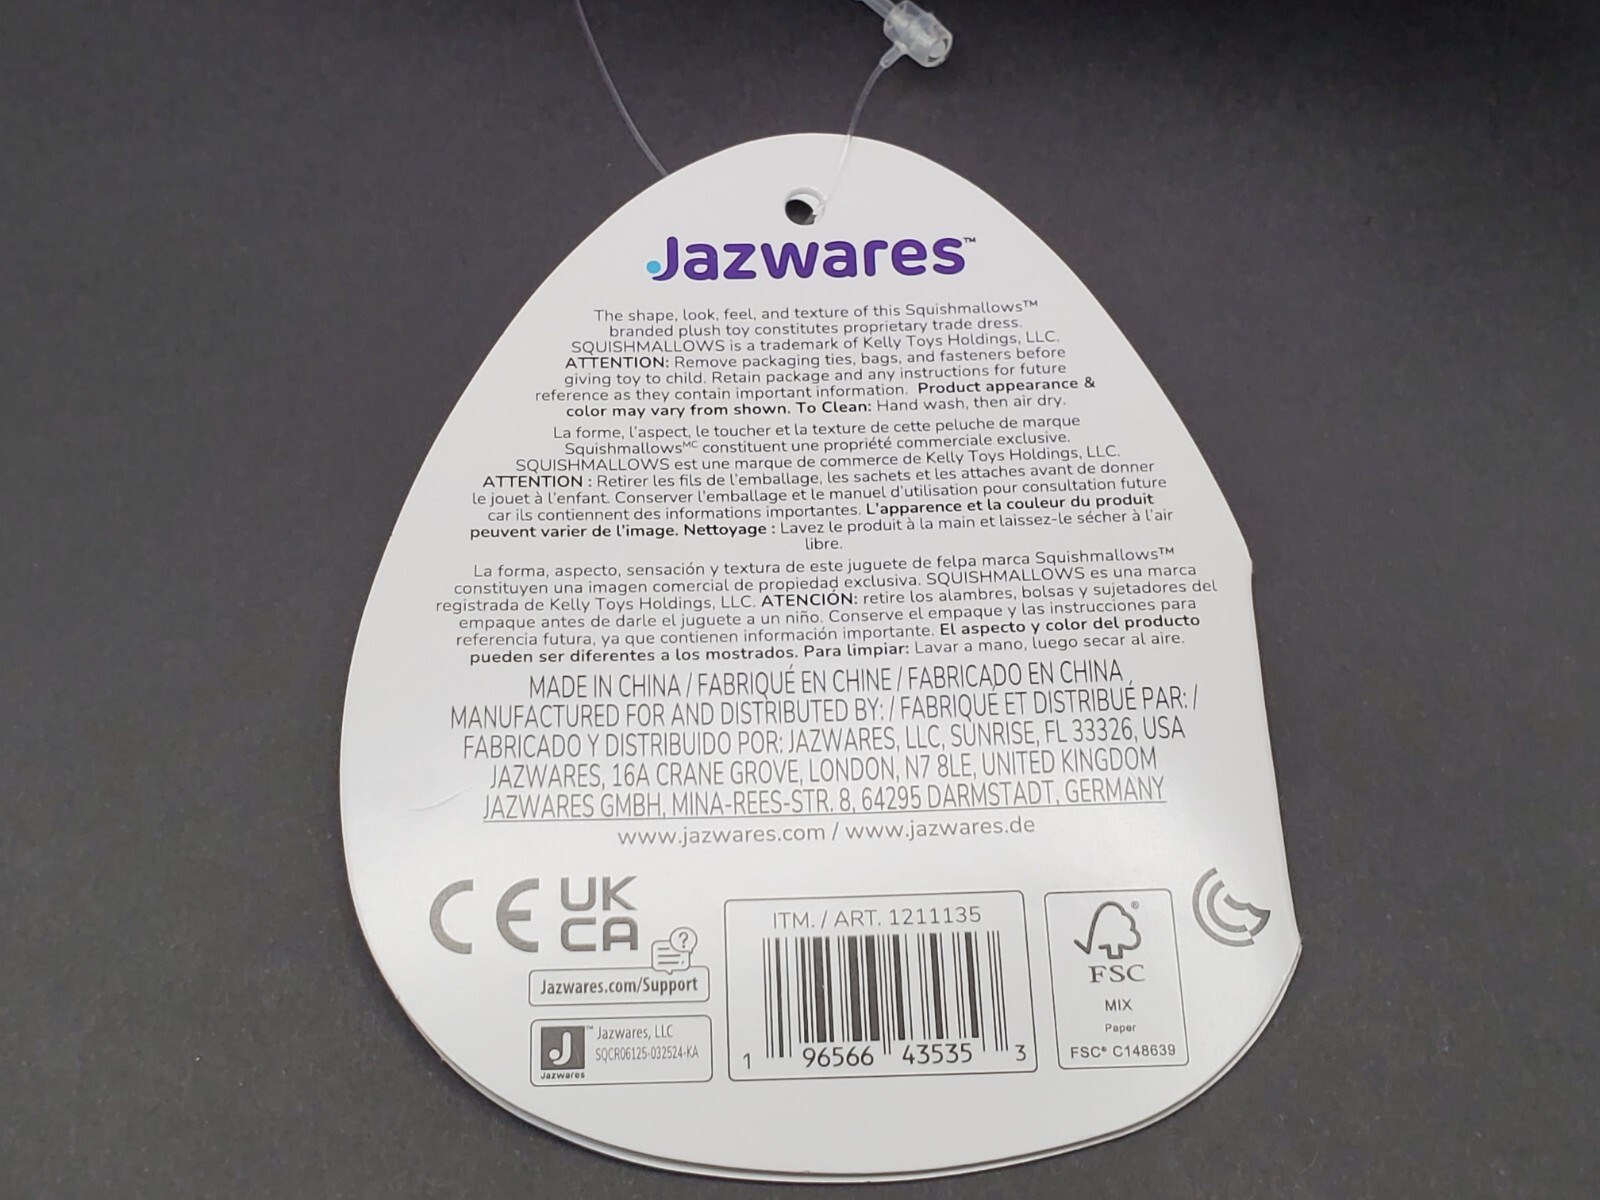 Jazwares™
The shape, look, feel, and texture of this Squishmallows™
branded plush toy constitutes proprietary trade dress.
SQUISHMALLOWS is a trademark of Kelly Toys Holdings, LLC.
ATTENTION: Remove packaging ties, bags, and fasteners before
giving toy to child. Retain package and any instructions for future
reference as they contain important information. Product appearance &
color may vary from shown. To Clean: Hand wash, then air dry.
La forme, l'aspect, le toucher et la texture de cette peluche de marque
Squishmallowsᴹᶜ constituent une propriété commerciale exclusive.
SQUISHMALLOWS est une marque de commerce de Kelly Toys Holdings, LLC.
ATTENTION : Retirer les fils de l'emballage, les sachets et les attaches avant de donner
le jouet à l'enfant. Conserver l'emballage et le manuel d'utilisation pour consultation future
car ils contiennent des informations importantes. L'apparence et la couleur du produit
peuvent varier de l'image. Nettoyage : Lavez le produit à la main et laissez-le sécher à l'air
libre.
La forma, aspecto, sensación y textura de este juguete de felpa marca Squishmallows™
constituyen una imagen comercial de propiedad exclusiva. SQUISHMALLOWS es una marca
registrada de Kelly Toys Holdings, LLC. ATENCIÓN: retire los alambres, bolsas y sujetadores del
empaque antes de darle el juguete a un niño. Conserve el empaque y las instrucciones para
referencia futura, ya que contienen información importante. El aspecto y color del producto
pueden ser diferentes a los mostrados. Para limpiar: Lavar a mano, luego secar al aire.
MADE IN CHINA / FABRIQUÉ EN CHINE / FABRICADO EN CHINA
MANUFACTURED FOR AND DISTRIBUTED BY: / FABRIQUÉ ET DISTRIBUÉ PAR: /
FABRICADO Y DISTRIBUIDO POR: JAZWARES, LLC, SUNRISE, FL 33326, USA
JAZWARES, 16A CRANE GROVE, LONDON, N7 8LE, UNITED KINGDOM
JAZWARES GMBH, MINA-REES-STR. 8, 64295 DARMSTADT, GERMANY
www.jazwares.com / www.jazwares.de
CE UK
CA
?
Jazwares.com/Support
J™ Jazwares, LLC
SQCR06125-032524-KA
Jazwares
ITM. / ART. 1211135
1 96566 43535 3
®
FSC
MIX
Paper
FSC® C148639